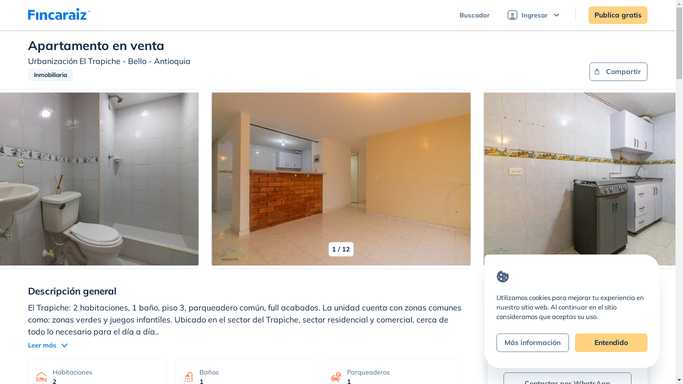 Fincaraiz
Buscador
Ingresar
Publica gratis
Apartamento en venta
Urbanización El Trapiche - Bello - Antioquia
Inmobiliaria
Compartir
1 / 12
Descripción general
El Trapiche: 2 habitaciones, 1 baño, piso 3, parqueadero común, full acabados. La unidad cuenta con zonas comunes
como: zonas verdes y juegos infantiles. Ubicado en el sector del Trapiche, sector residencial y comercial, cerca de
todo lo necesario para el día a día..
Leer más
Habitaciones
2
Baños
1
Parqueaderos
1
Utilizamos cookies para mejorar tu experiencia en
nuestro sitio web. Al continuar en el sitio
consideramos que aceptas su uso.
Más información
Entendido
Contactar por WhatsApp